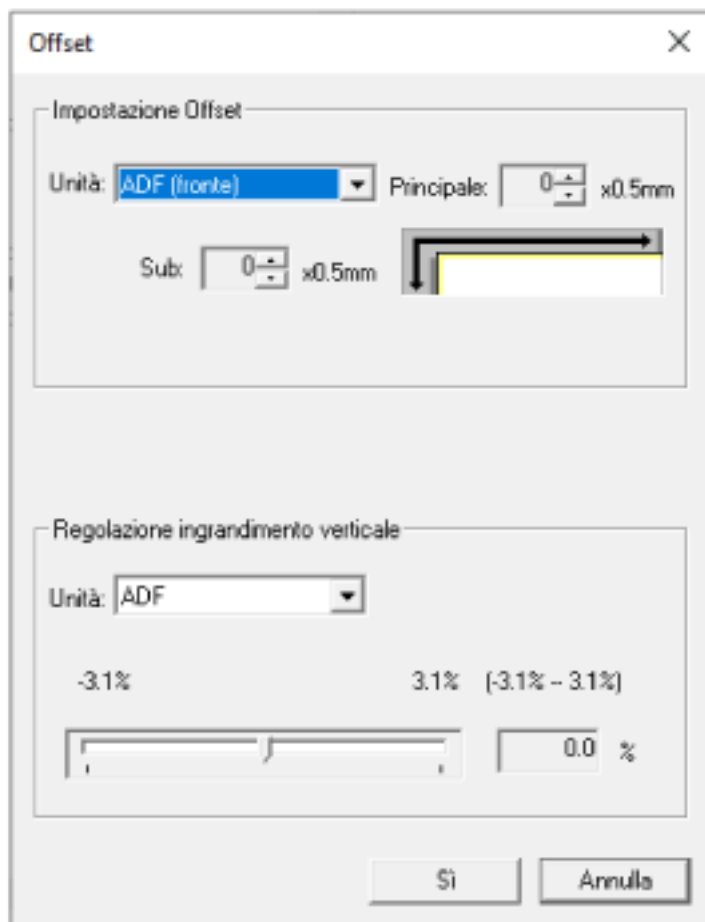 Offset
Impostazione Offset
Unità: ADF (fronte) Principale: 0 x0.5mm
Sub: 0 x0.5mm
Regolazione ingrandimento verticale
Unità: ADF
-3.1% 3.1% (-3.1% -- 3.1%)
0.0 %
Sì Annulla